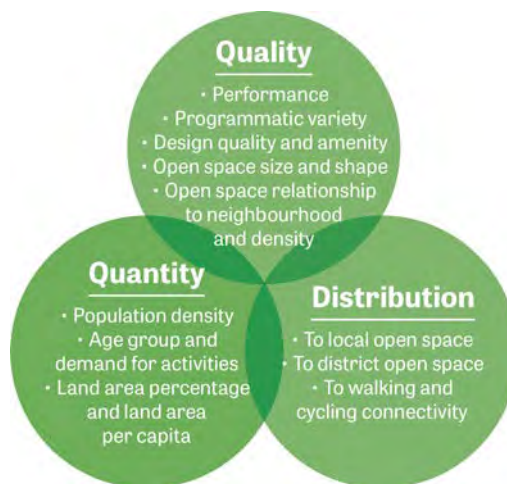 Quality
• Performance
• Programmatic variety
• Design quality and amenity
• Open space size and shape
• Open space relationship
to neighbourhood
and density
Quantity
• Population density
• Age group and
demand for activities
• Land area percentage
and land area
per capita
Distribution
• To local open space
• To district open space
• To walking and
cycling connectivity